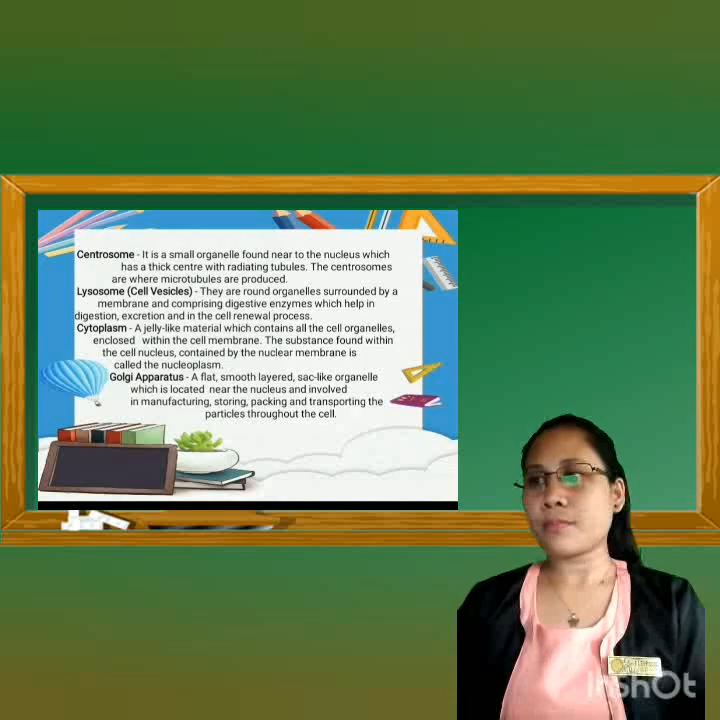 Centrosome - It is a small organelle found near to the nucleus which
has a thick centre with radiating tubules. The centrosomes
are where microtubules are produced.
Lysosome (Cell Vesicles) - They are round organelles surrounded by a
membrane and comprising digestive enzymes which help in
digestion, excretion and in the cell renewal process.
Cytoplasm - A jelly-like material which contains all the cell organelles,
enclosed within the cell membrane. The substance found within
the cell nucleus, contained by the nuclear membrane is
called the nucleoplasm.
Golgi Apparatus - A flat, smooth layered, sac-like organelle
which is located near the nucleus and involved
in manufacturing, storing, packing and transporting the
particles throughout the cell.
InShOt